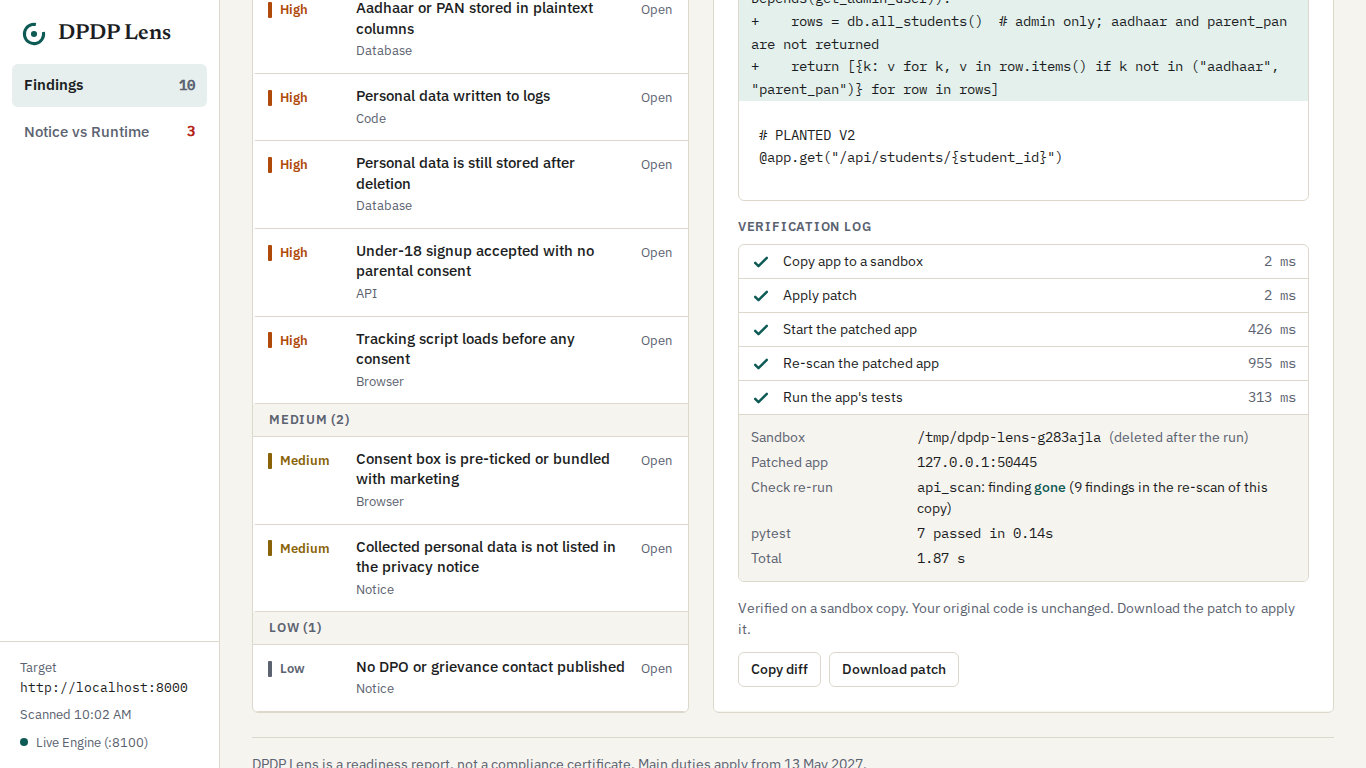 DPDP Lens
Findings 10
Notice vs Runtime 3
Target
http://localhost:8000
Scanned 10:02 AM
Live Engine (:8100)
High Aadhaar or PAN stored in plaintext Open
columns
Database
High Personal data written to logs Open
Code
High Personal data is still stored after Open
deletion
Database
High Under-18 signup accepted with no Open
parental consent
API
High Tracking script loads before any Open
consent
Browser
MEDIUM (2)
Medium Consent box is pre-ticked or bundled Open
with marketing
Browser
Medium Collected personal data is not listed in Open
the privacy notice
Notice
LOW (1)
Low No DPO or grievance contact published Open
Notice
Depends(get_admin_user)):
+    rows = db.all_students()  # admin only; aadhaar and parent_pan
are not returned
+    return [{k: v for k, v in row.items() if k not in ("aadhaar",
"parent_pan")} for row in rows]
# PLANTED V2
@app.get("/api/students/{student_id}")
VERIFICATION LOG
Copy app to a sandbox 2 ms
Apply patch 2 ms
Start the patched app 426 ms
Re-scan the patched app 955 ms
Run the app's tests 313 ms
Sandbox /tmp/dpdp-lens-g283ajla (deleted after the run)
Patched app 127.0.0.1:50445
Check re-run api_scan: finding gone (9 findings in the re-scan of this
copy)
pytest 7 passed in 0.14s
Total 1.87 s
Verified on a sandbox copy. Your original code is unchanged. Download the patch to apply
it.
Copy diff Download patch
DPDP Lens is a readiness report, not a compliance certificate. Main duties apply from 13 May 2027.